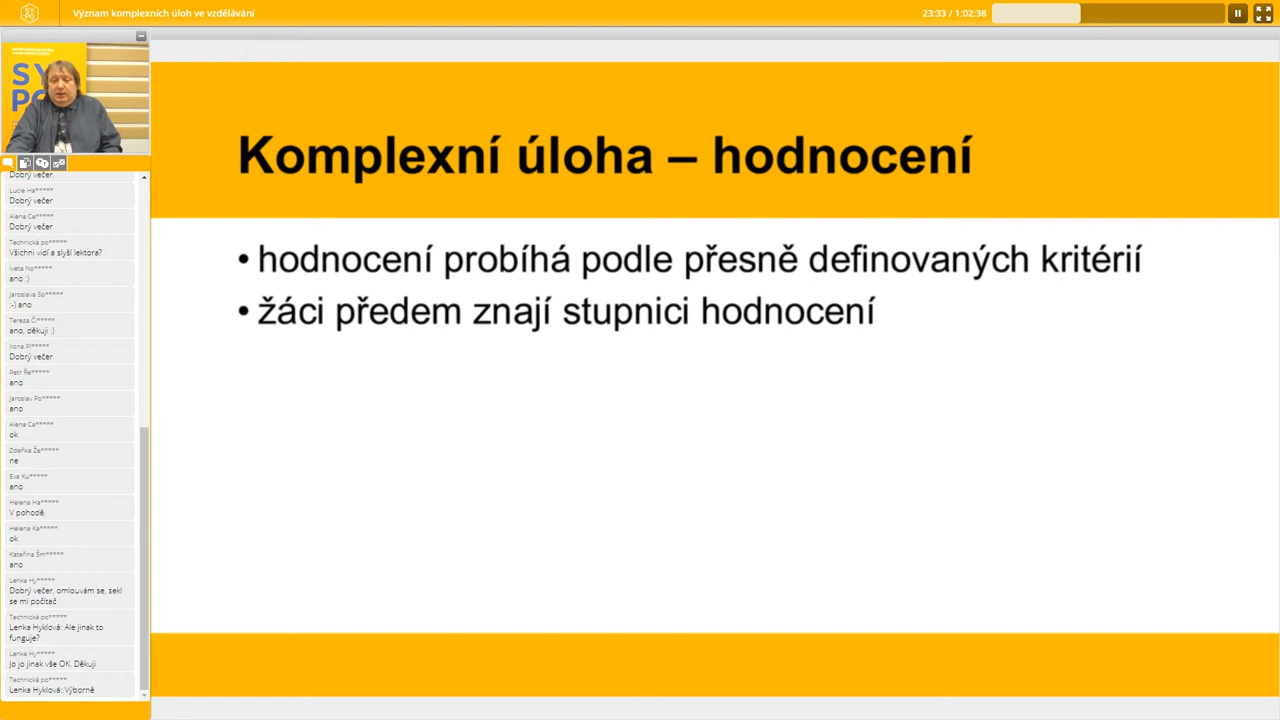 Význam komplexních úloh ve vzdělávání
23:33 / 1:02:38
SY
PO
Dobrý večer
Lucie Ha*****
Dobrý večer
Alena Ca*****
Dobrý večer
Technická po*****
Všichni vidí a slyší lektora?
Iveta No*****
ano :)
Jaroslava So*****
:-) ano
Tereza Či*****
ano, děkuji :)
Ilona Pi*****
Dobrý večer
Petr Řa*****
ano
Jaroslav Po*****
ano
Alena Ca*****
ok
Zdeňka Že*****
ne
Eva Ku*****
ano
Helena Ha*****
V pohodě.
Helena Ka*****
ok
Kateřina Šm*****
ano
Lenka Hy*****
Dobrý večer, omlouvám se, sekl
se mi počítač
Technická po*****
Lenka Hyklová: Ale jinak to
funguje?
Lenka Hy*****
Jo jo jinak vše OK. Děkuji
Technická po*****
Lenka Hyklová: Výborně
Komplexní úloha – hodnocení
• hodnocení probíhá podle přesně definovaných kritérií
• žáci předem znají stupnici hodnocení